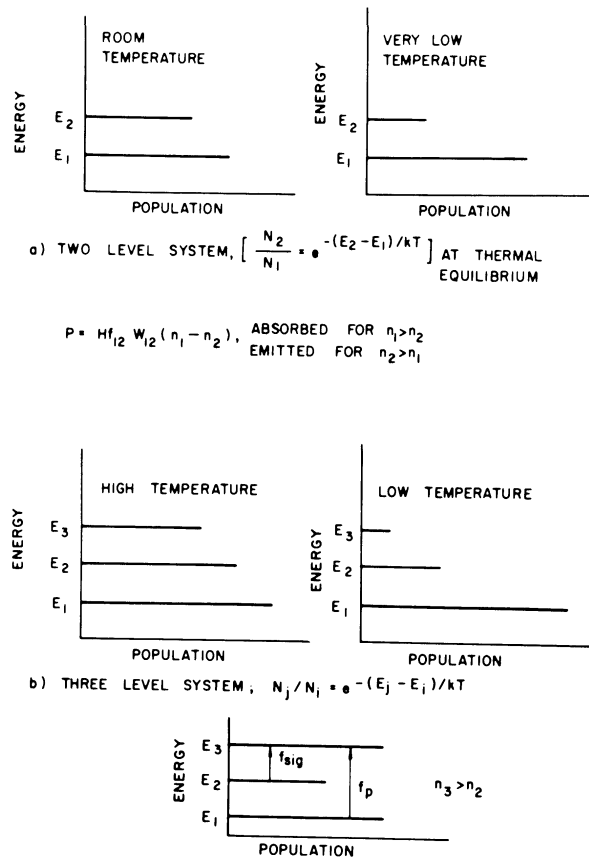 ROOM
TEMPERATURE
ENERGY
E2
E1
POPULATION
VERY LOW
TEMPERATURE
ENERGY
E2
E1
POPULATION
a) TWO LEVEL SYSTEM, [ N2/N1 = e^-(E2-E1)/kT ] AT THERMAL
EQUILIBRIUM
P = Hf12 W12 (n1 - n2), ABSORBED FOR n1>n2
EMITTED FOR n2>n1
HIGH TEMPERATURE
ENERGY
E3
E2
E1
POPULATION
LOW TEMPERATURE
ENERGY
E3
E2
E1
POPULATION
b) THREE LEVEL SYSTEM; Nj/Ni = e^-(Ej-Ei)/kT
ENERGY
E3
E2
E1
fsig
fp
n3>n2
POPULATION